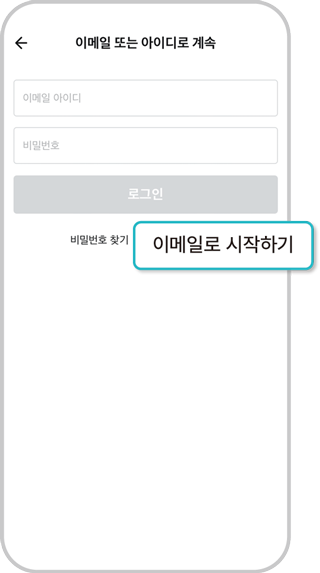 이메일 또는 아이디로 계속
이메일 아이디
비밀번호
로그인
비밀번호 찾기
이메일로 시작하기